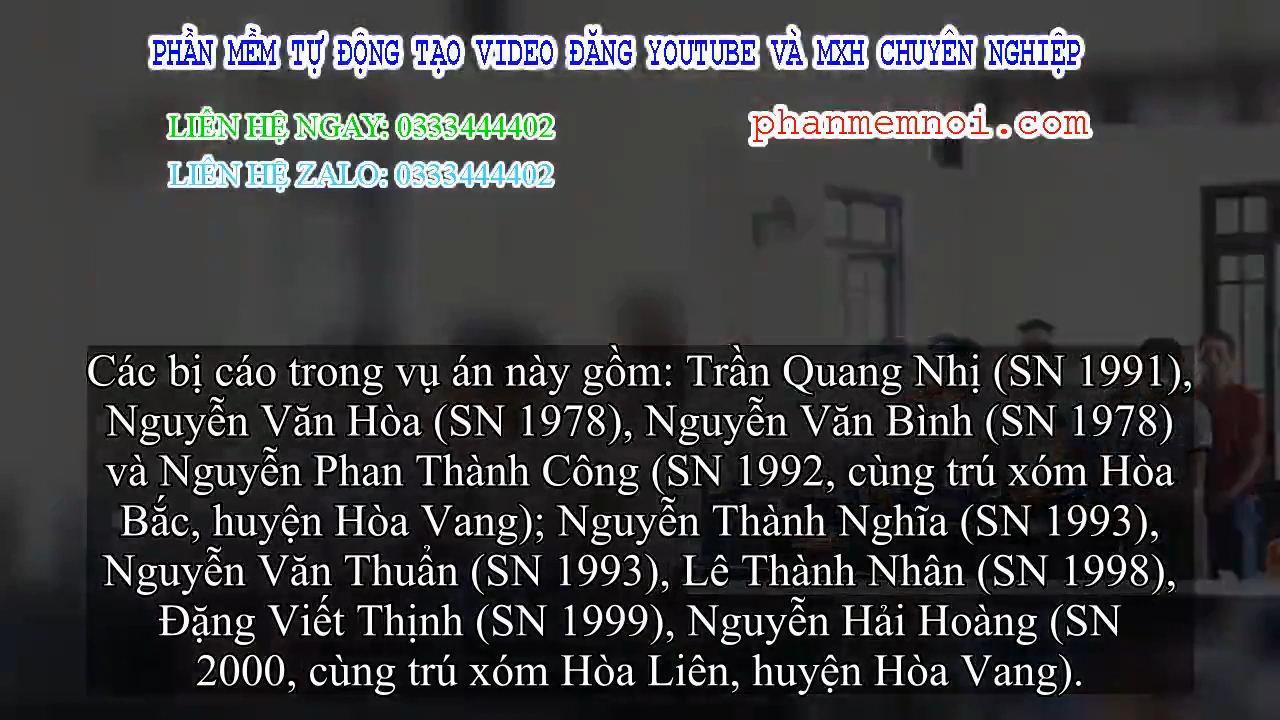 PHẦN MỀM TỰ ĐỘNG TẠO VIDEO ĐĂNG YOUTUBE VÀ MXH CHUYÊN NGHIỆP
LIÊN HỆ NGAY: 0333444402
phanmemnoi.com
LIÊN HỆ ZALO: 0333444402
Các bị cáo trong vụ án này gồm: Trần Quang Nhị (SN 1991),
Nguyễn Văn Hòa (SN 1978), Nguyễn Văn Bình (SN 1978)
và Nguyễn Phan Thành Công (SN 1992, cùng trú xóm Hòa
Bắc, huyện Hòa Vang); Nguyễn Thành Nghĩa (SN 1993),
Nguyễn Văn Thuẩn (SN 1993), Lê Thành Nhân (SN 1998),
Đặng Viết Thịnh (SN 1999), Nguyễn Hải Hoàng (SN
2000, cùng trú xóm Hòa Liên, huyện Hòa Vang).